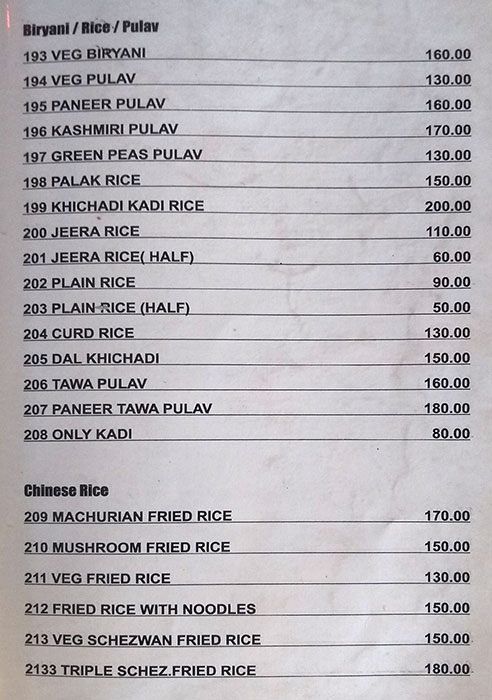 Biryani / Rice / Pulav
193 VEG BIRYANI 160.00
194 VEG PULAV 130.00
195 PANEER PULAV 160.00
196 KASHMIRI PULAV 170.00
197 GREEN PEAS PULAV 130.00
198 PALAK RICE 150.00
199 KHICHADI KADI RICE 200.00
200 JEERA RICE 110.00
201 JEERA RICE( HALF) 60.00
202 PLAIN RICE 90.00
203 PLAIN RICE (HALF) 50.00
204 CURD RICE 130.00
205 DAL KHICHADI 150.00
206 TAWA PULAV 160.00
207 PANEER TAWA PULAV 180.00
208 ONLY KADI 80.00
Chinese Rice
209 MACHURIAN FRIED RICE 170.00
210 MUSHROOM FRIED RICE 150.00
211 VEG FRIED RICE 130.00
212 FRIED RICE WITH NOODLES 150.00
213 VEG SCHEZWAN FRIED RICE 150.00
2133 TRIPLE SCHEZ.FRIED RICE 180.00